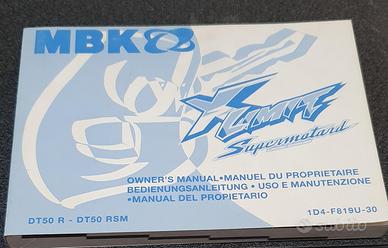 MBK
X LIMIT
Supermotard
OWNER'S MANUAL•MANUEL DU PROPRIETAIRE
BEDIENUNGSANLEITUNG • USO E MANUTENZIONE
•MANUAL DEL PROPIETARIO
DT50 R - DT50 RSM
1D4-F819U-30
subito